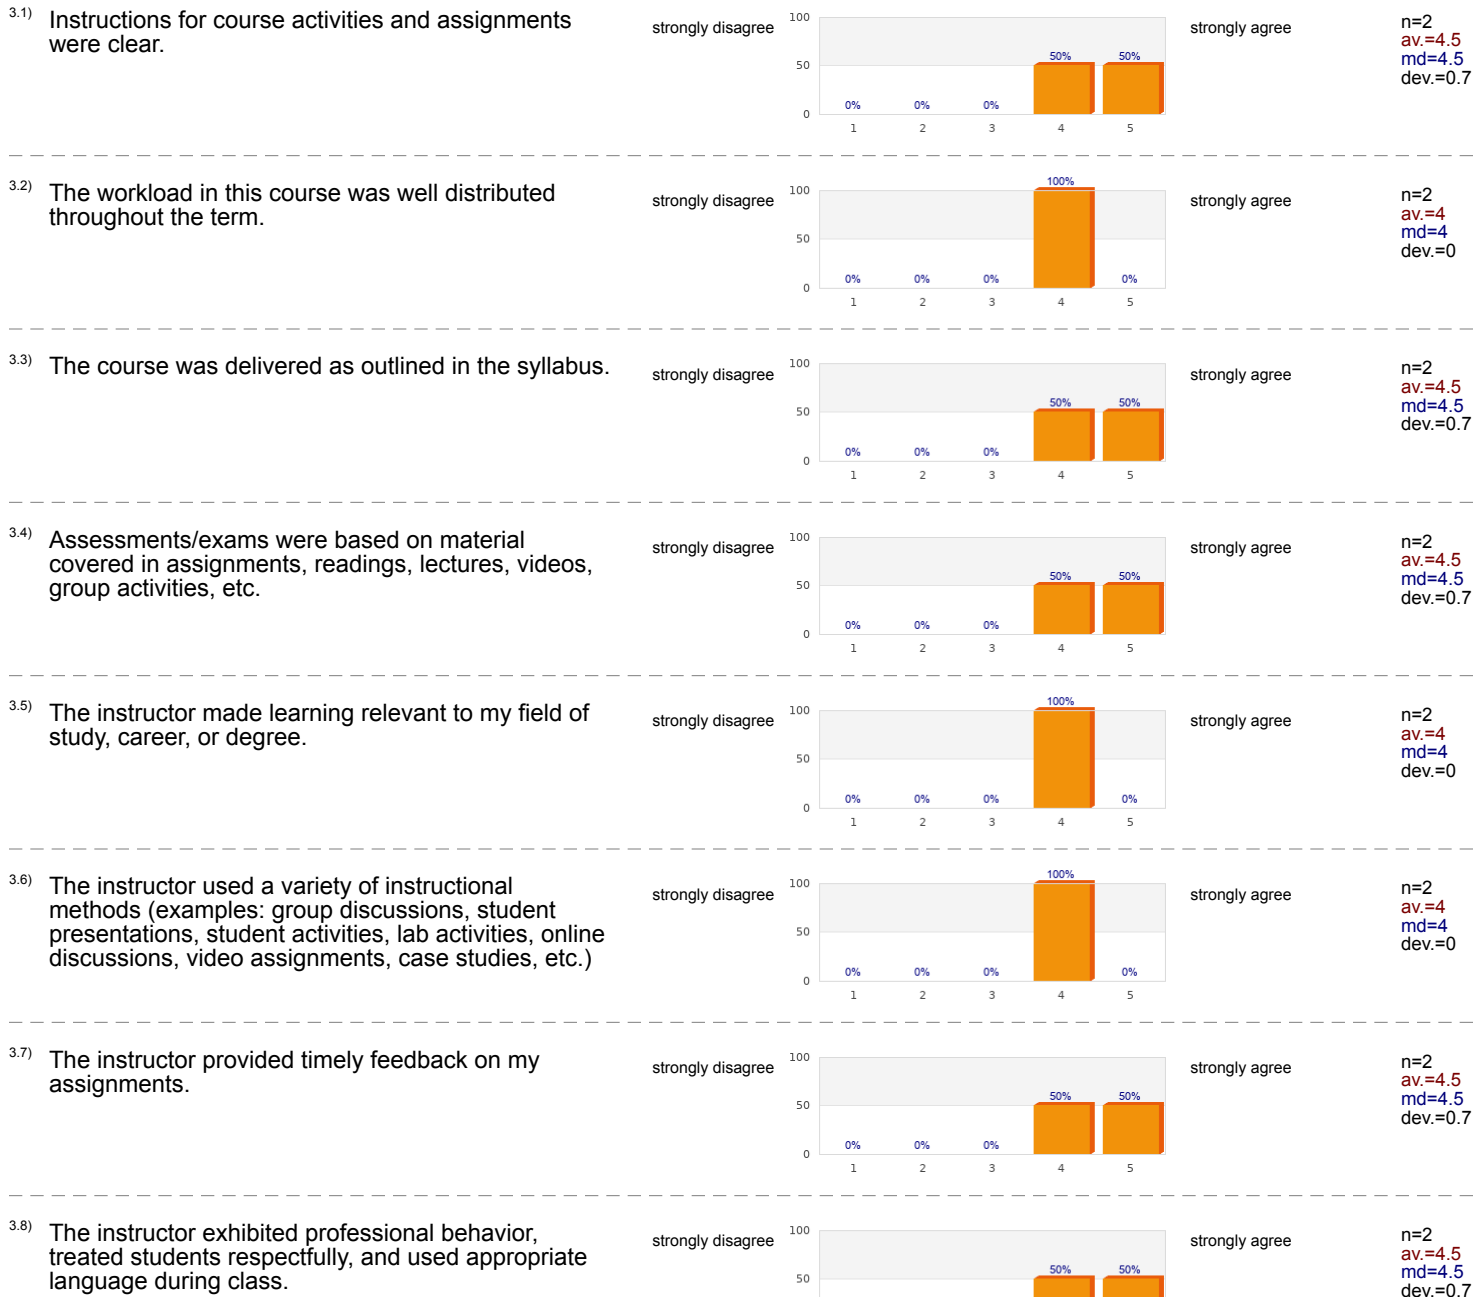 3.1) Instructions for course activities and assignments
were clear.
strongly disagree
100
50
0
0%
0%
0%
50%
50%
1 2 3 4 5
strongly agree
n=2
av.=4.5
md=4.5
dev.=0.7
3.2) The workload in this course was well distributed
throughout the term.
strongly disagree
100
50
0
0%
0%
0%
100%
0%
1 2 3 4 5
strongly agree
n=2
av.=4
md=4
dev.=0
3.3) The course was delivered as outlined in the syllabus.
strongly disagree
100
50
0
0%
0%
0%
50%
50%
1 2 3 4 5
strongly agree
n=2
av.=4.5
md=4.5
dev.=0.7
3.4) Assessments/exams were based on material
covered in assignments, readings, lectures, videos,
group activities, etc.
strongly disagree
100
50
0
0%
0%
0%
50%
50%
1 2 3 4 5
strongly agree
n=2
av.=4.5
md=4.5
dev.=0.7
3.5) The instructor made learning relevant to my field of
study, career, or degree.
strongly disagree
100
50
0
0%
0%
0%
100%
0%
1 2 3 4 5
strongly agree
n=2
av.=4
md=4
dev.=0
3.6) The instructor used a variety of instructional
methods (examples: group discussions, student
presentations, student activities, lab activities, online
discussions, video assignments, case studies, etc.)
strongly disagree
100
50
0
0%
0%
0%
100%
0%
1 2 3 4 5
strongly agree
n=2
av.=4
md=4
dev.=0
3.7) The instructor provided timely feedback on my
assignments.
strongly disagree
100
50
0
0%
0%
0%
50%
50%
1 2 3 4 5
strongly agree
n=2
av.=4.5
md=4.5
dev.=0.7
3.8) The instructor exhibited professional behavior,
treated students respectfully, and used appropriate
language during class.
strongly disagree
100
50
50%
50%
strongly agree
n=2
av.=4.5
md=4.5
dev.=0.7